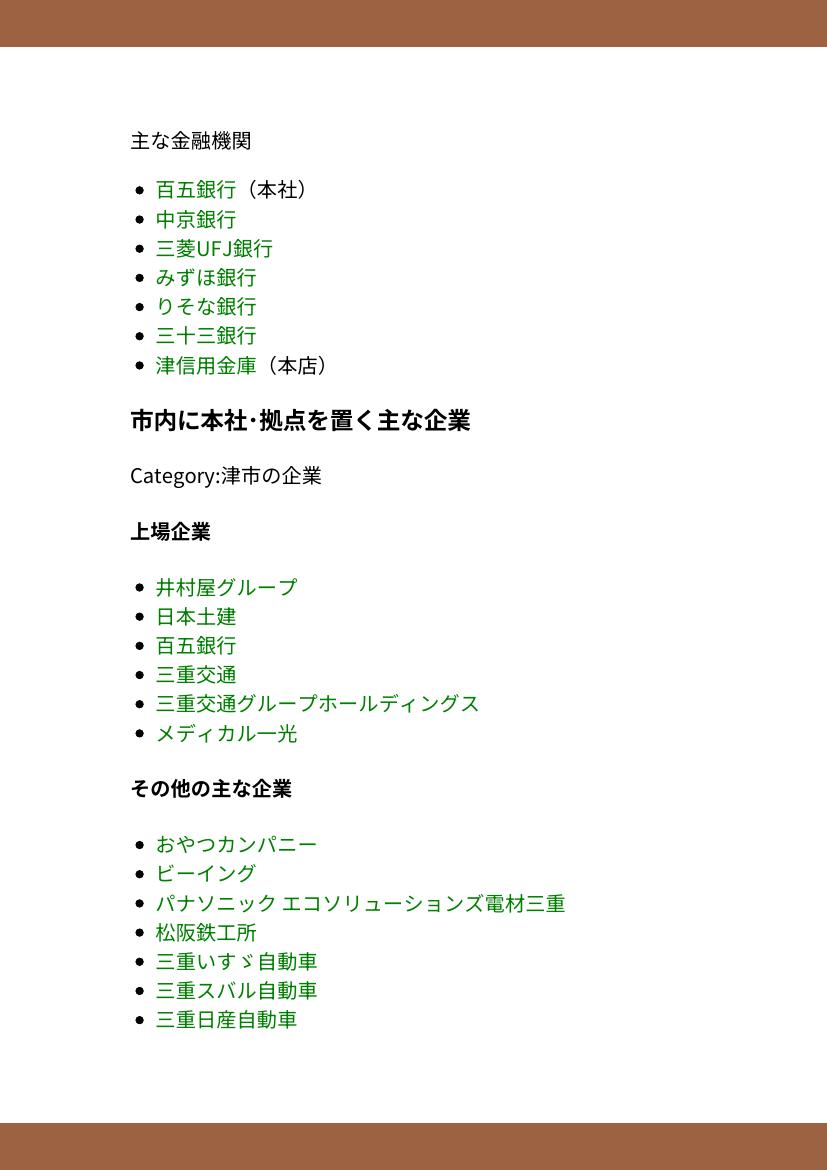 主な金融機関
百五銀行（本社）
中京銀行
三菱UFJ銀行
みずほ銀行
りそな銀行
三十三銀行
津信用金庫（本店）
市内に本社·拠点を置く主な企業
Category:津市の企業
上場企業
井村屋グループ
日本土建
百五銀行
三重交通
三重交通グループホールディングス
メディカル一光
その他の主な企業
おやつカンパニー
ビーイング
パナソニック エコソリューションズ電材三重
松阪鉄工所
三重いすゞ自動車
三重スバル自動車
三重日産自動車